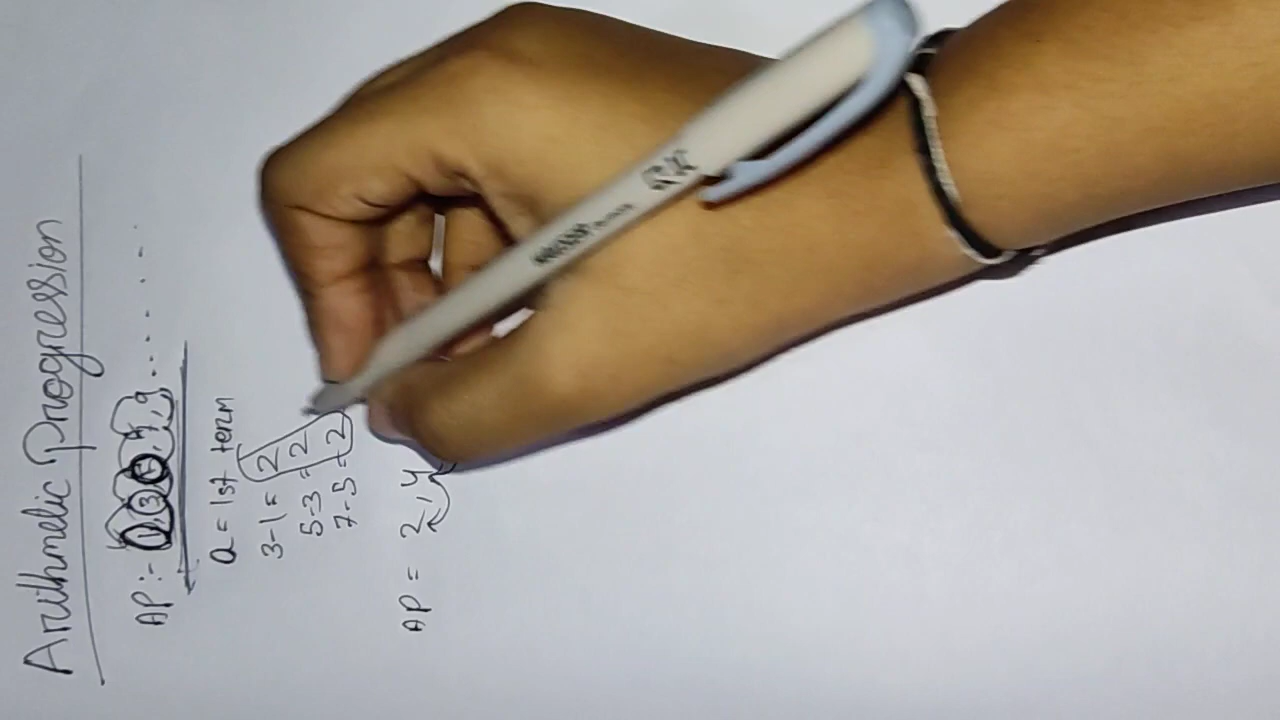 Arithmetic Progression
AP:- 1, 3, 5, 7, 9 . . . . . . .
a = 1st term
3-1 = 2
5-3 = 2
7-5 = 2
AP = 2, 4